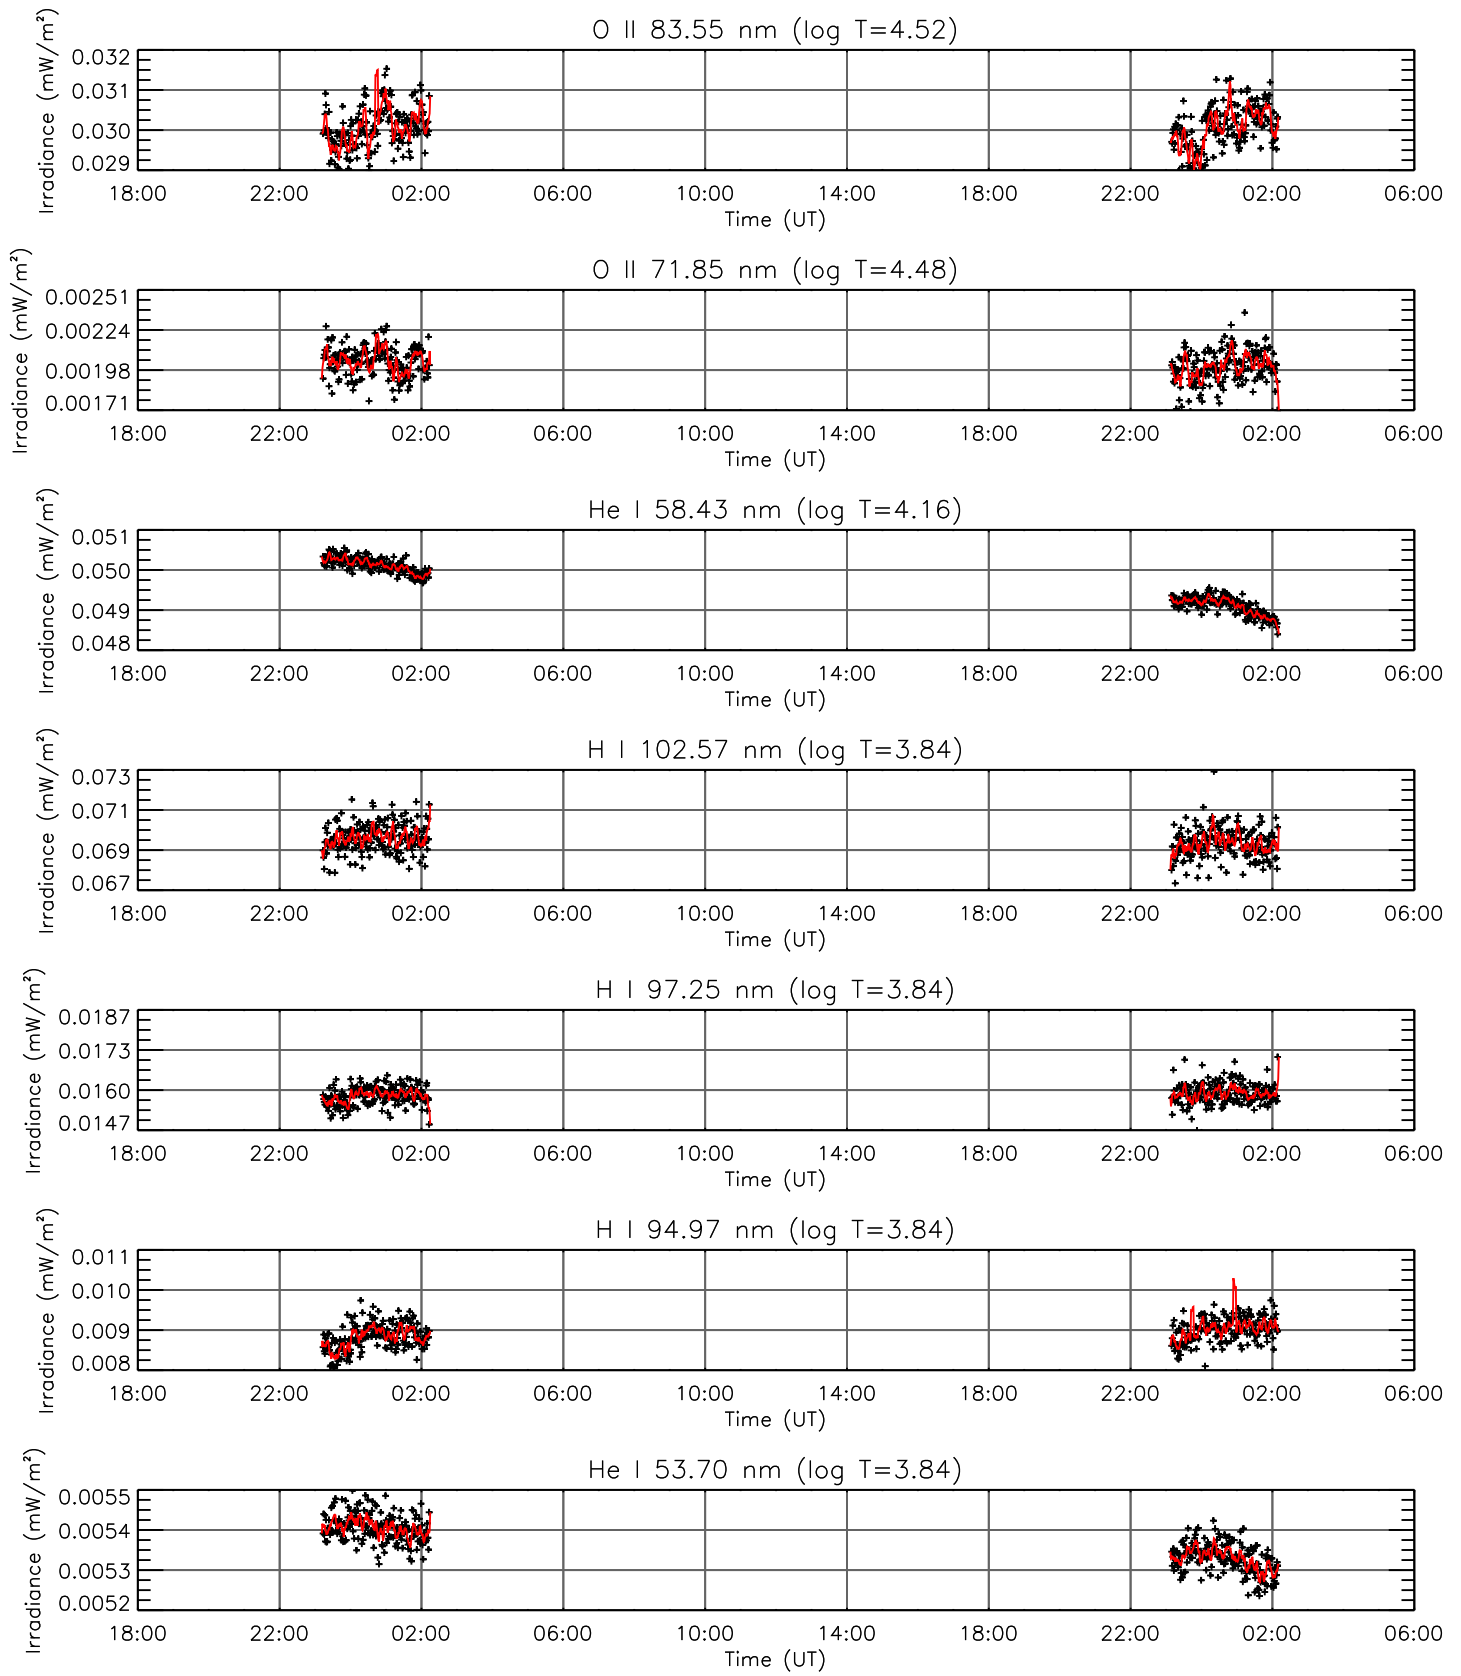 O II 83.55 nm (log T=4.52)
Irradiance (mW/m²)
0.032
0.031
0.030
0.029
18:00 22:00 02:00 06:00 10:00 14:00 18:00 22:00 02:00 06:00
Time (UT)
O II 71.85 nm (log T=4.48)
Irradiance (mW/m²)
0.00251
0.00224
0.00198
0.00171
18:00 22:00 02:00 06:00 10:00 14:00 18:00 22:00 02:00 06:00
Time (UT)
He I 58.43 nm (log T=4.16)
Irradiance (mW/m²)
0.051
0.050
0.049
0.048
18:00 22:00 02:00 06:00 10:00 14:00 18:00 22:00 02:00 06:00
Time (UT)
H I 102.57 nm (log T=3.84)
Irradiance (mW/m²)
0.073
0.071
0.069
0.067
18:00 22:00 02:00 06:00 10:00 14:00 18:00 22:00 02:00 06:00
Time (UT)
H I 97.25 nm (log T=3.84)
Irradiance (mW/m²)
0.0187
0.0173
0.0160
0.0147
18:00 22:00 02:00 06:00 10:00 14:00 18:00 22:00 02:00 06:00
Time (UT)
H I 94.97 nm (log T=3.84)
Irradiance (mW/m²)
0.011
0.010
0.009
0.008
18:00 22:00 02:00 06:00 10:00 14:00 18:00 22:00 02:00 06:00
Time (UT)
He I 53.70 nm (log T=3.84)
Irradiance (mW/m²)
0.0055
0.0054
0.0053
0.0052
18:00 22:00 02:00 06:00 10:00 14:00 18:00 22:00 02:00 06:00
Time (UT)